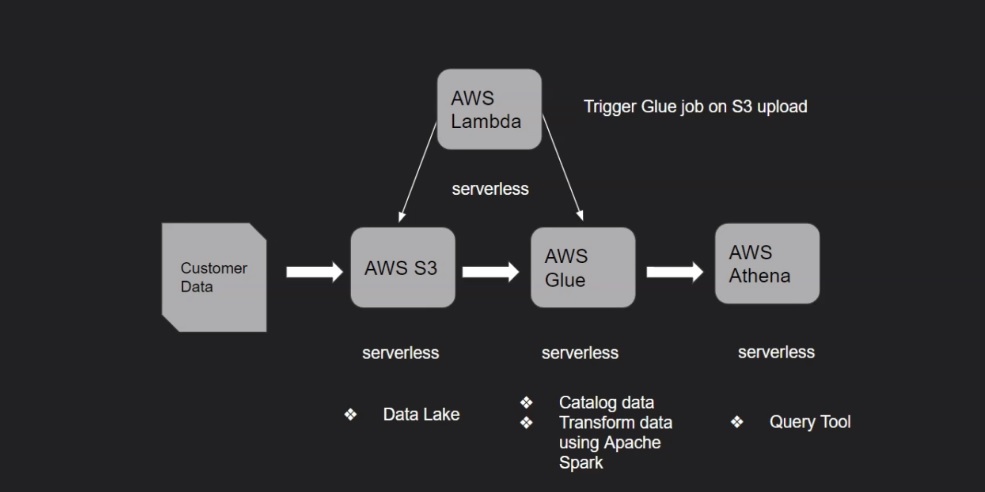 AWS
Lambda
Trigger Glue job on S3 upload
serverless
Customer
Data
AWS S3
AWS
Glue
AWS
Athena
serverless
serverless
serverless
❖ Data Lake
❖ Catalog data
❖ Transform data
using Apache
Spark
❖ Query Tool